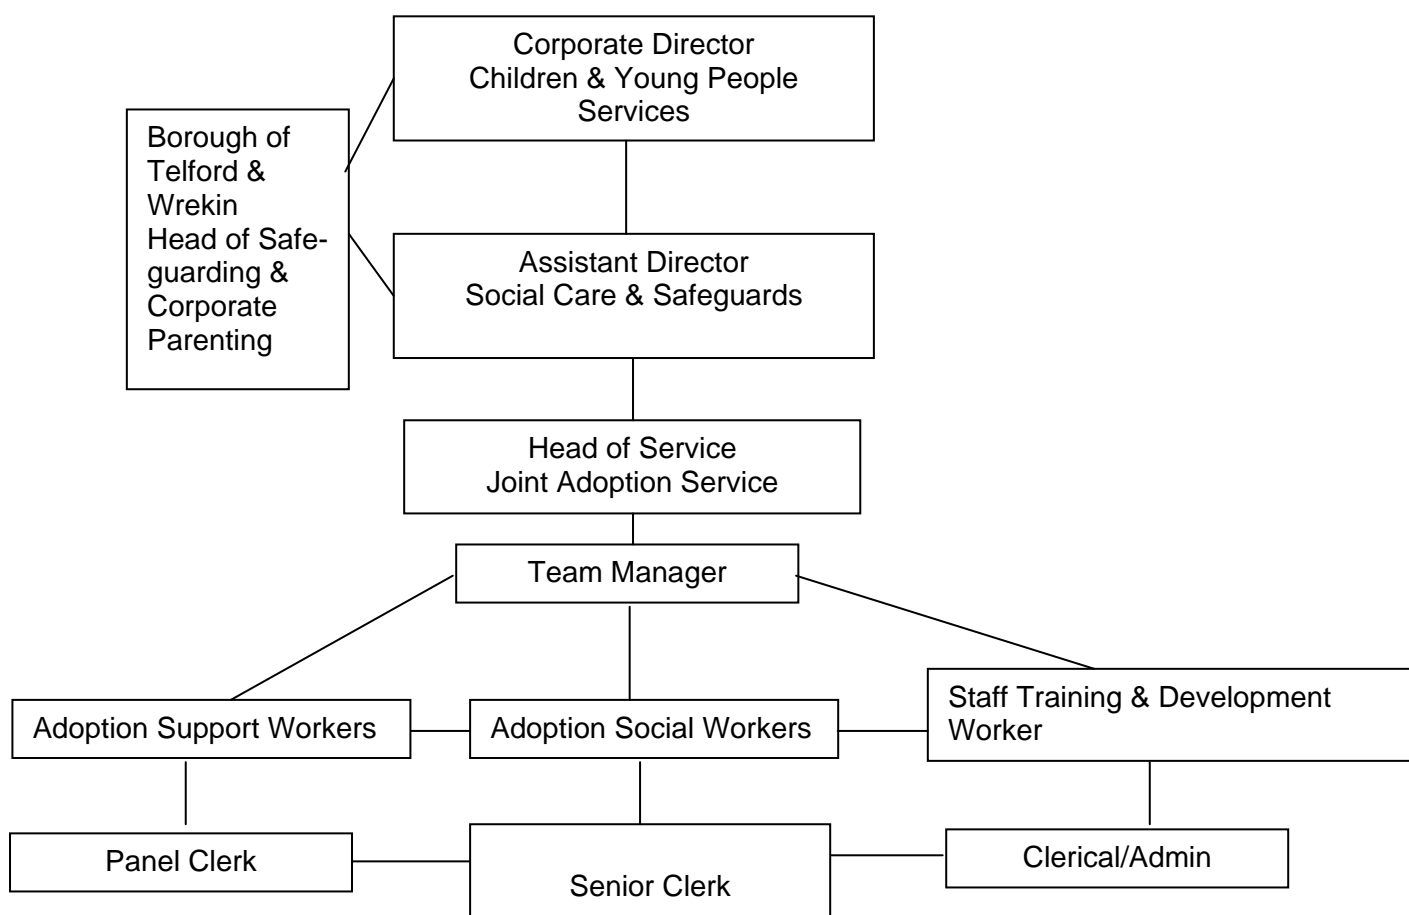 Corporate Director
Children & Young People
Services
Borough of
Telford &
Wrekin
Head of Safe-
guarding &
Corporate
Parenting
Assistant Director
Social Care & Safeguards
Head of Service
Joint Adoption Service
Team Manager
Adoption Support Workers
Adoption Social Workers
Staff Training & Development
Worker
Panel Clerk
Senior Clerk
Clerical/Admin